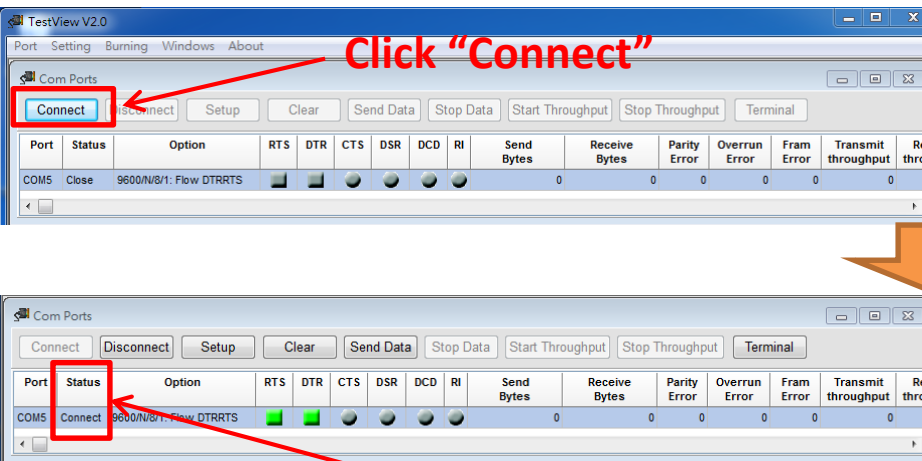 TestView V2.0
Port Setting Burning Windows About
Click “Connect”
Com Ports
Connect Disconnect Setup Clear Send Data Stop Data Start Throughput Stop Throughput Terminal
Port Status Option RTS DTR CTS DSR DCD RI Send Bytes Receive Bytes Parity Error Overrun Error Fram Error Transmit throughput
COM5 Close 9600/N/8/1: Flow DTRRTS 0 0 0 0 0 0
Com Ports
Connect Disconnect Setup Clear Send Data Stop Data Start Throughput Stop Throughput Terminal
Port Status Option RTS DTR CTS DSR DCD RI Send Bytes Receive Bytes Parity Error Overrun Error Fram Error Transmit throughput
COM5 Connect 9600/N/8/1: Flow DTRRTS 0 0 0 0 0 0